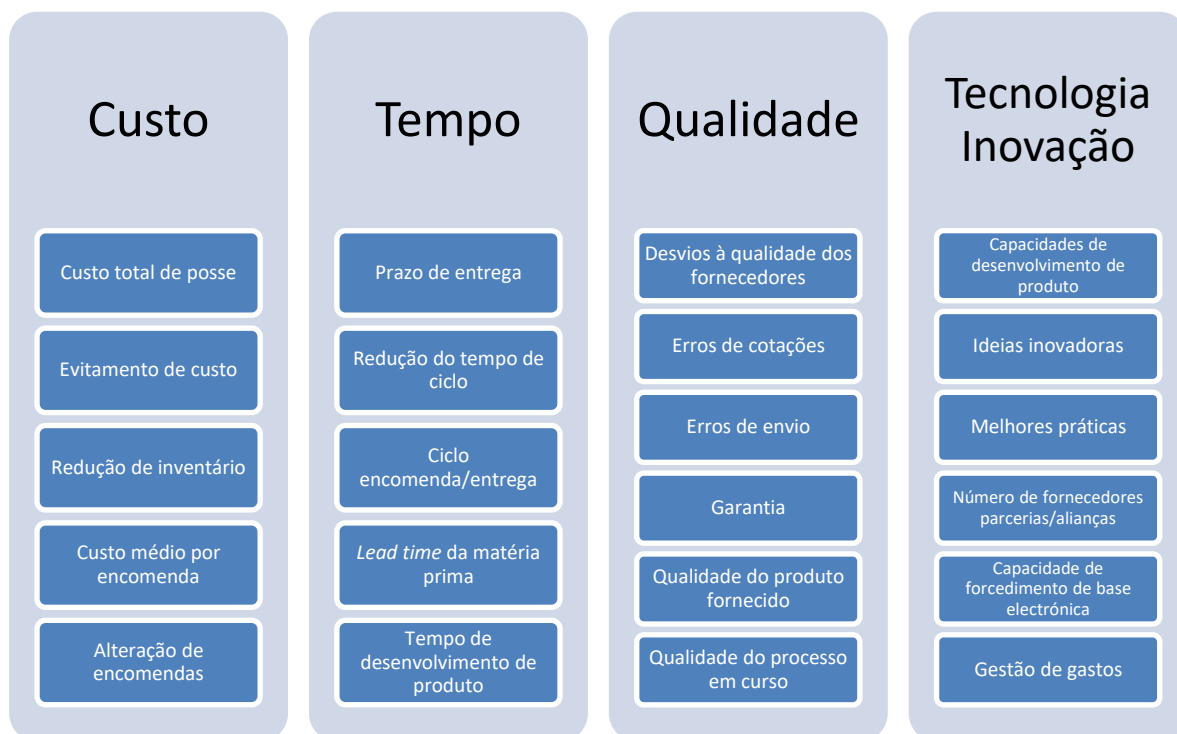 Custo
Custo total de posse
Evitamento de custo
Redução de inventário
Custo médio por
encomenda
Alteração de
encomendas
Tempo
Prazo de entrega
Redução do tempo de
ciclo
Ciclo
encomenda/entrega
Lead time da matéria
prima
Tempo de
desenvolvimento de
produto
Qualidade
Desvios à qualidade dos
fornecedores
Erros de cotações
Erros de envio
Garantia
Qualidade do produto
fornecido
Qualidade do processo
em curso
Tecnologia
Inovação
Capacidades de
desenvolvimento de
produto
Ideias inovadoras
Melhores práticas
Número de fornecedores
parcerias/alianças
Capacidade de
forcedimento de base
electrónica
Gestão de gastos